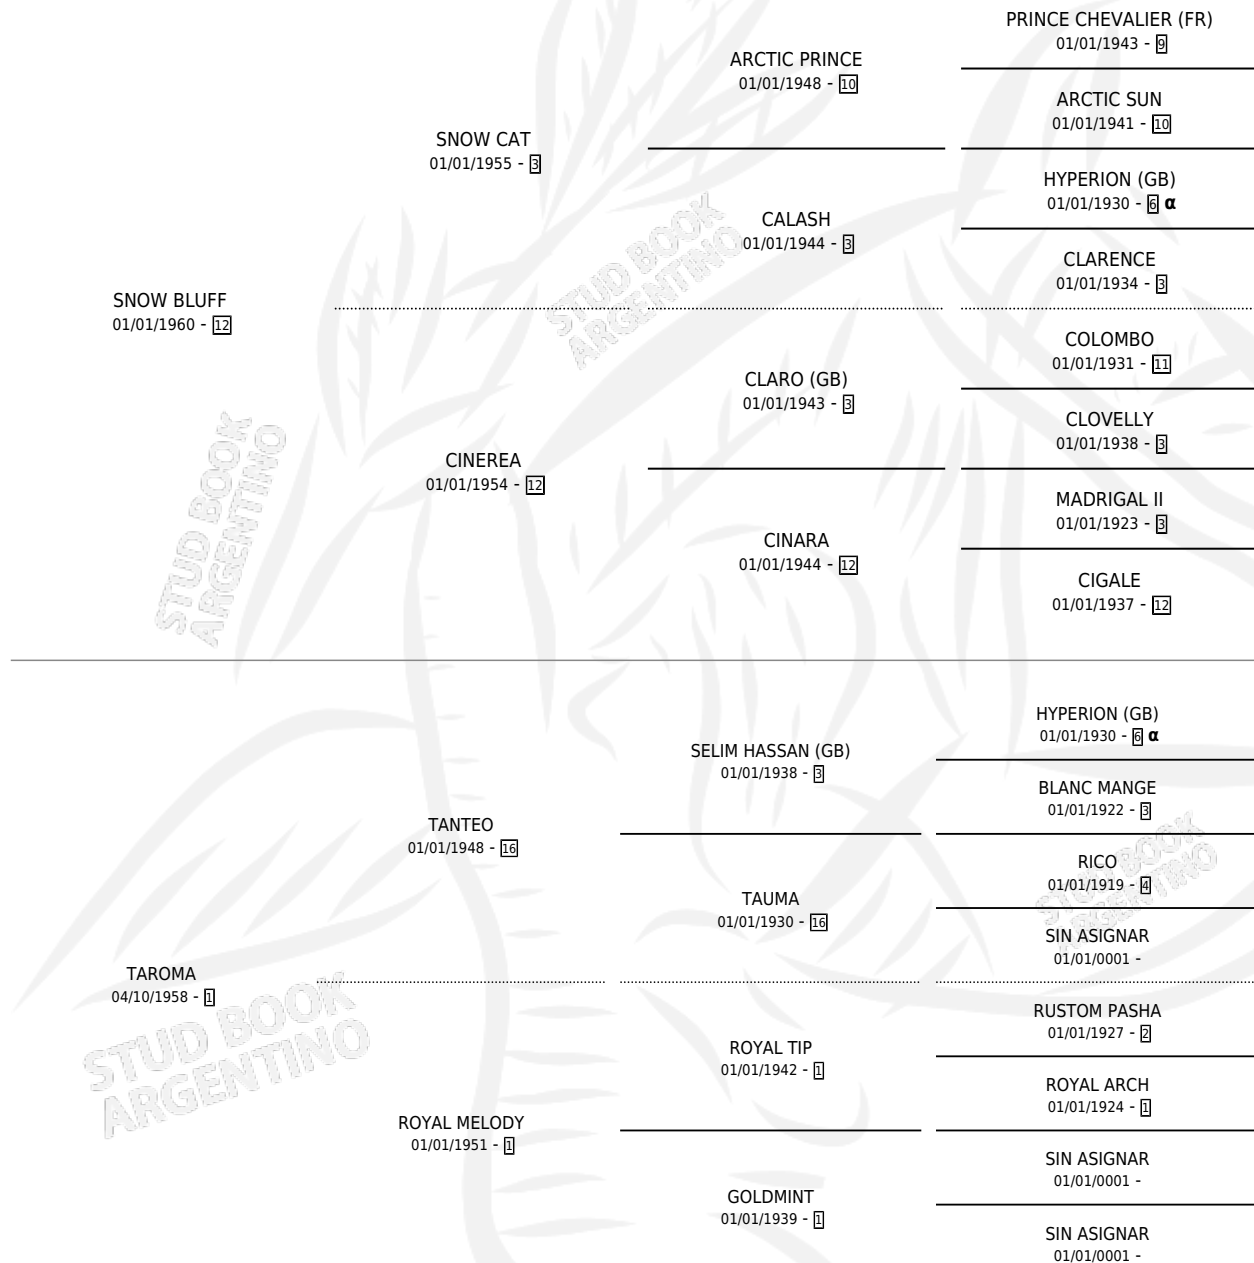 PRINCE CHEVALIER (FR)
01/01/1943 - 9
ARCTIC PRINCE
01/01/1948 - 10
ARCTIC SUN
01/01/1941 - 10
SNOW CAT
01/01/1955 - 3
HYPERION (GB)
01/01/1930 - 6 α
CALASH
01/01/1944 - 3
CLARENCE
01/01/1934 - 3
SNOW BLUFF
01/01/1960 - 12
COLOMBO
01/01/1931 - 11
CLARO (GB)
01/01/1943 - 3
CLOVELLY
01/01/1938 - 3
CINEREA
01/01/1954 - 12
MADRIGAL II
01/01/1923 - 3
CINARA
01/01/1944 - 12
CIGALE
01/01/1937 - 12
HYPERION (GB)
01/01/1930 - 6 α
SELIM HASSAN (GB)
01/01/1938 - 3
BLANC MANGE
01/01/1922 - 3
TANTEO
01/01/1948 - 16
RICO
01/01/1919 - 4
TAUMA
01/01/1930 - 16
SIN ASIGNAR
01/01/0001 -
TAROMA
04/10/1958 - 1
RUSTOM PASHA
01/01/1927 - 2
ROYAL TIP
01/01/1942 - 1
ROYAL ARCH
01/01/1924 - 1
ROYAL MELODY
01/01/1951 - 1
SIN ASIGNAR
01/01/0001 -
GOLDMINT
01/01/1939 - 1
SIN ASIGNAR
01/01/0001 -
STUD BOOK
ARGENTINO
STUD BOOK
ARGENTINO
STUD BOOK
ARGENTINO
STUD BOOK
ARGENTINO